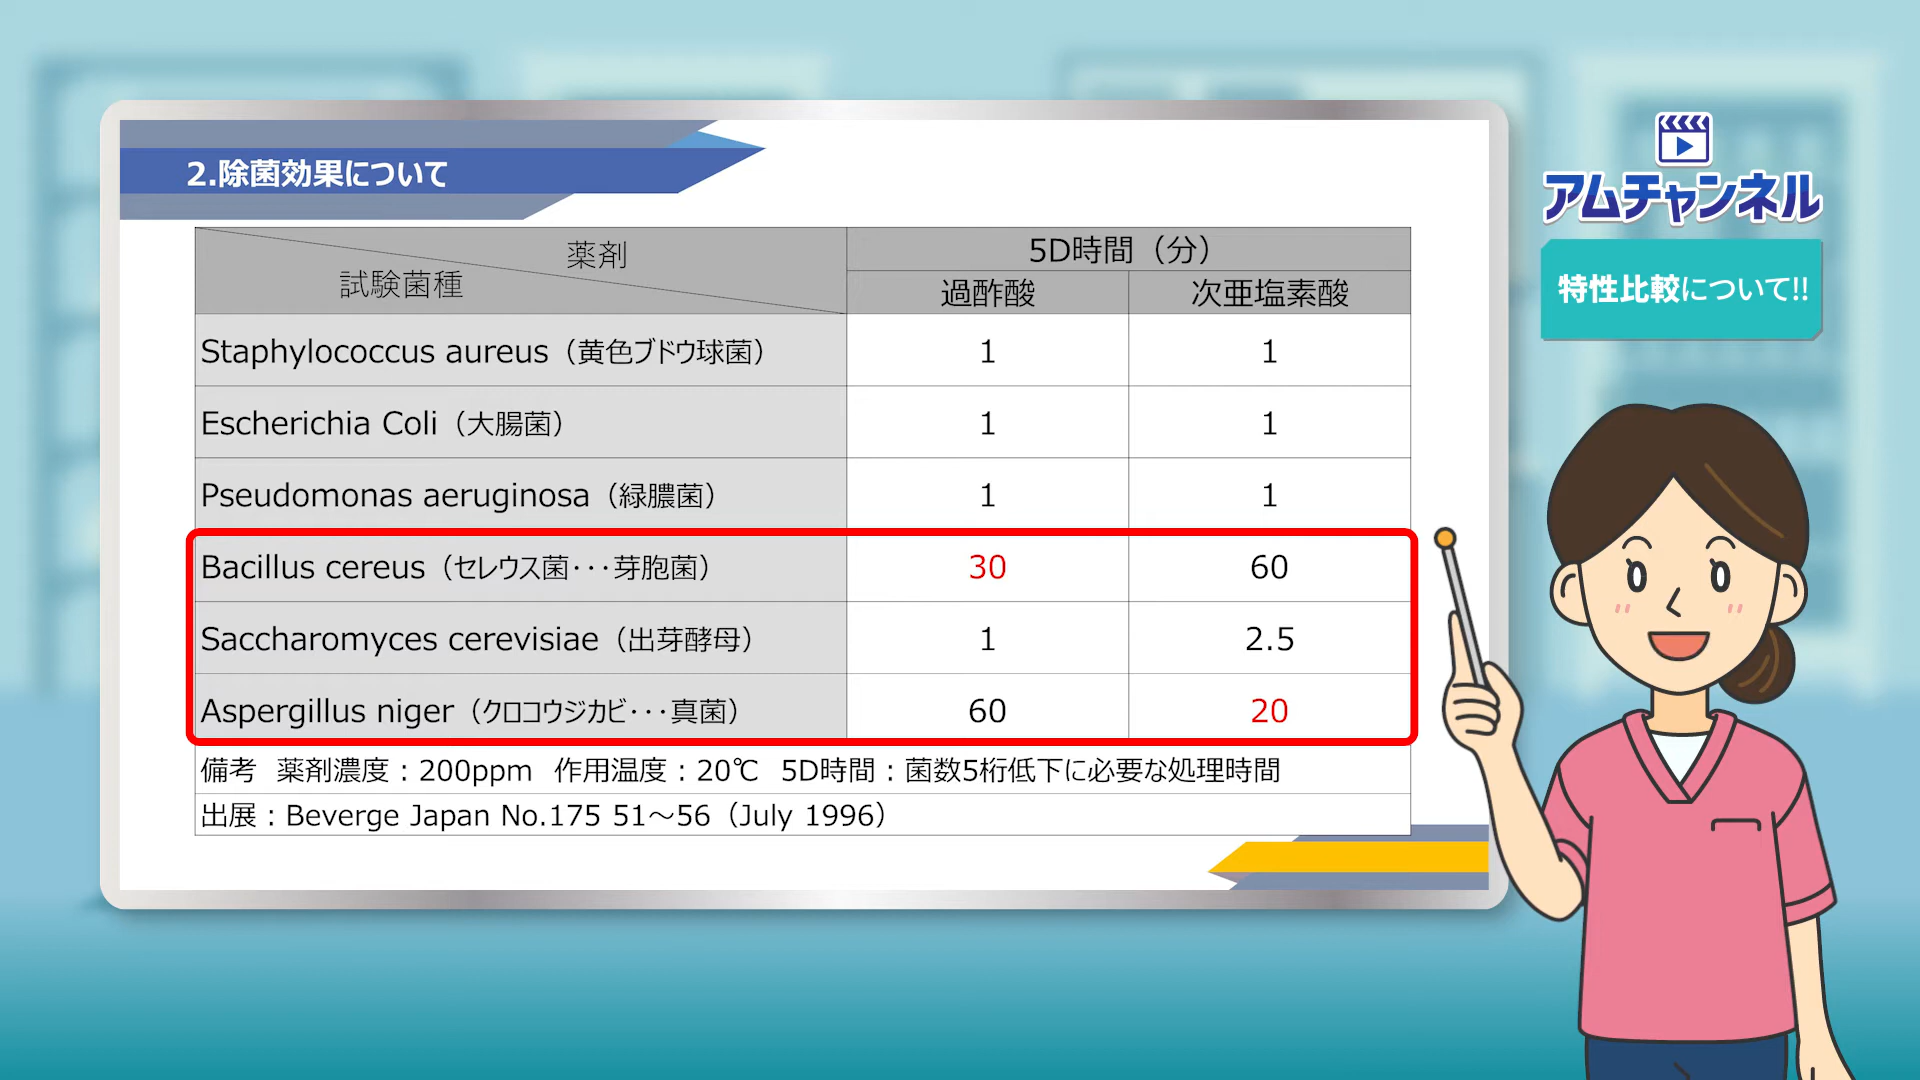 2.除菌効果について
薬剤
試験菌種
5D時間（分）
過酢酸 次亜塩素酸
Staphylococcus aureus（黄色ブドウ球菌） 1 1
Escherichia Coli（大腸菌） 1 1
Pseudomonas aeruginosa（緑膿菌） 1 1
Bacillus cereus（セレウス菌･･･芽胞菌） 30 60
Saccharomyces cerevisiae（出芽酵母） 1 2.5
Aspergillus niger（クロコウジカビ･･･真菌） 60 20
備考 薬剤濃度：200ppm 作用温度：20℃ 5D時間：菌数5桁低下に必要な処理時間
出展：Beverge Japan No.175 51～56（July 1996）
アムチャンネル
特性比較について!!